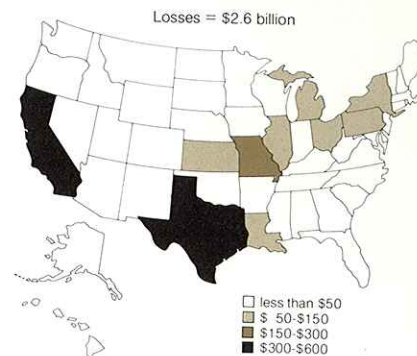 Losses = $2.6 billion
less than $50
$ 50-$150
$150-$300
$300-$600